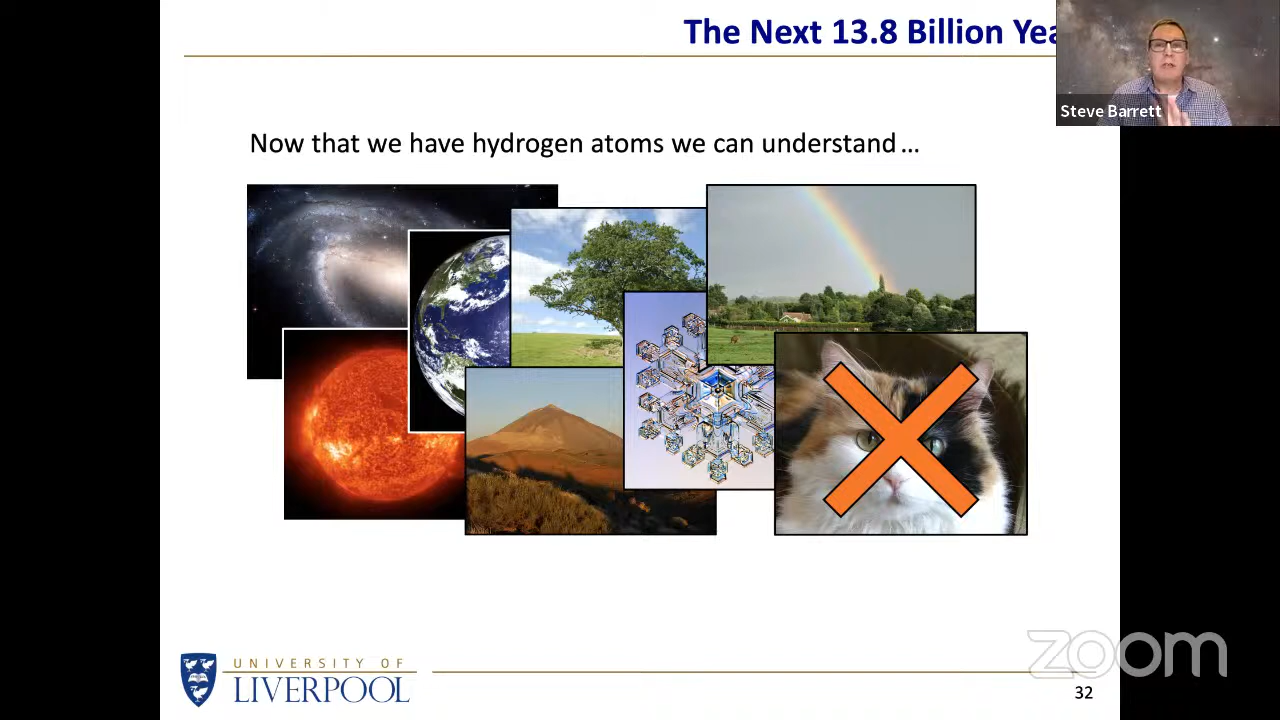 The Next 13.8 Billion Yea
Steve Barrett
Now that we have hydrogen atoms we can understand ...
UNIVERSITY OF
LIVERPOOL
zoom
32